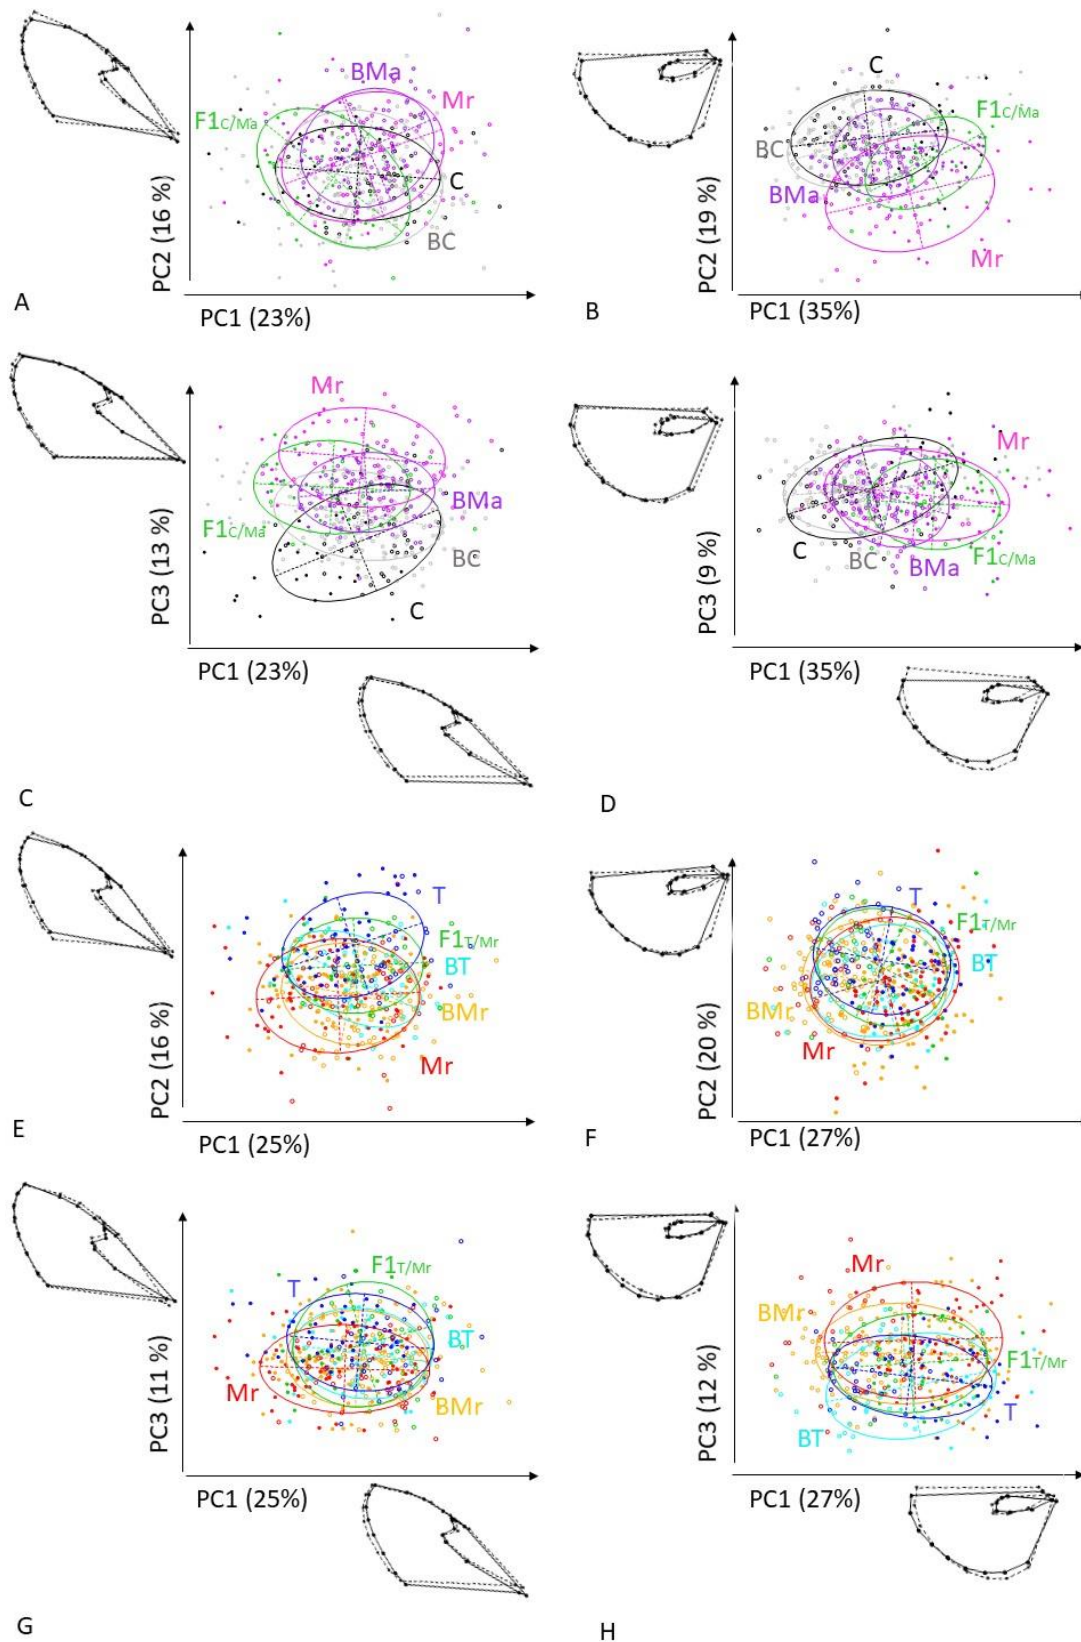 BMa
Mr
F1C/Ma
C
BC
PC2 (16 %)
A
PC1 (23%)
C
F1C/Ma
BC
BMa
Mr
PC2 (19 %)
B
PC1 (35%)
Mr
BMa
F1C/Ma
BC
C
PC3 (13 %)
PC1 (23%)
C
Mr
C
BC
BMa
F1C/Ma
PC3 (9 %)
PC1 (35%)
D
T
F1T/Mr
BT
BMr
Mr
PC2 (16 %)
E
PC1 (25%)
T
F1T/Mr
BT
BMr
Mr
PC2 (20 %)
F
PC1 (27%)
F1T/Mr
T
BT
Mr
BMr
PC3 (11 %)
PC1 (25%)
G
Mr
BMr
F1T/Mr
T
BT
PC3 (12 %)
PC1 (27%)
H